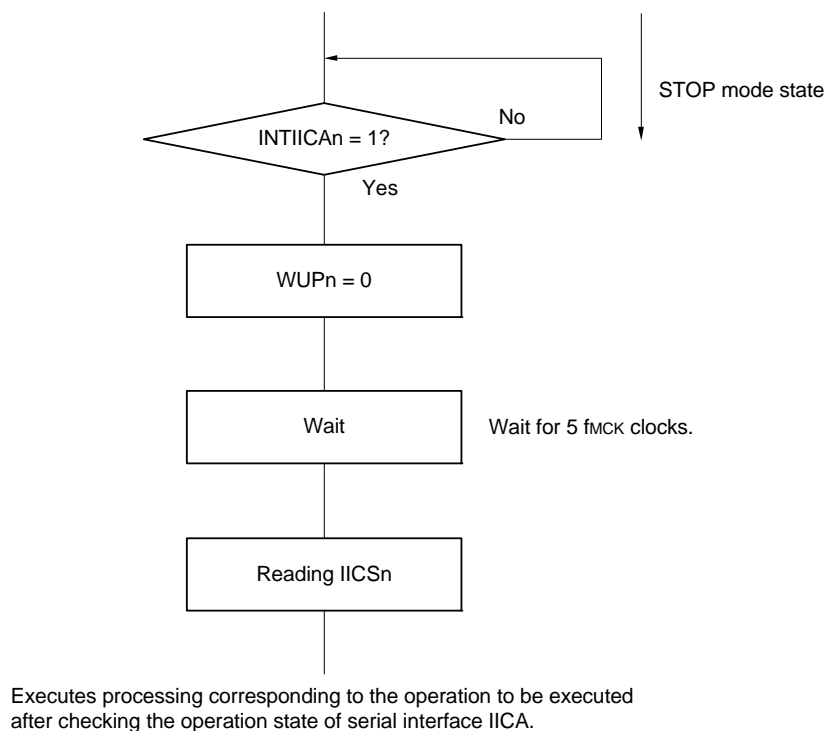 STOP mode state
No
INTIICAn = 1?
Yes
WUPn = 0
Wait
Wait for 5 fMCK clocks.
Reading IICSn
Executes processing corresponding to the operation to be executed
after checking the operation state of serial interface IICA.